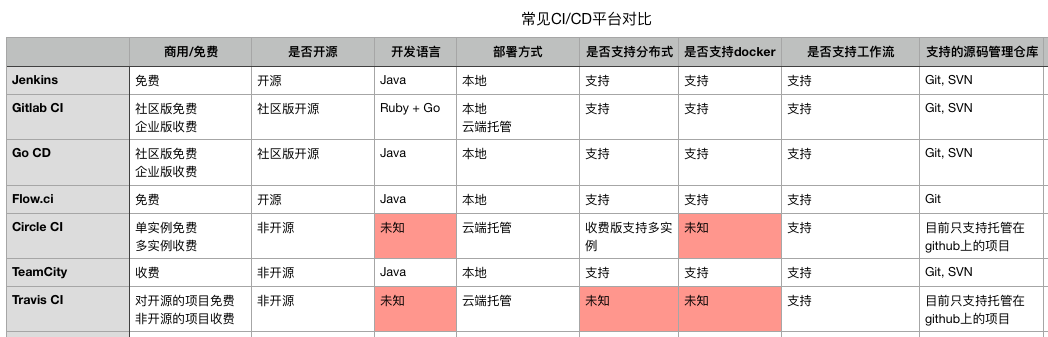 常见CI/CD平台对比
商用/免费 是否开源 开发语言 部署方式 是否支持分布式 是否支持docker 是否支持工作流 支持的源码管理仓库
Jenkins 免费 开源 Java 本地 支持 支持 支持 Git, SVN
Gitlab CI 社区版免费 社区版开源 Ruby + Go 本地 支持 支持 支持 Git, SVN
企业版收费 云端托管
Go CD 社区版免费 社区版开源 Java 本地 支持 支持 支持 Git, SVN
企业版收费
Flow.ci 免费 开源 Java 本地 支持 支持 支持 Git
Circle CI 单实例免费 非开源 未知 云端托管 收费版支持多实 未知 支持 目前只支持托管在
多实例收费 例 github上的项目
TeamCity 收费 非开源 Java 本地 支持 支持 支持 Git, SVN
Travis CI 对开源的项目免费 非开源 未知 云端托管 未知 未知 支持 目前只支持托管在
非开源的项目收费 github上的项目